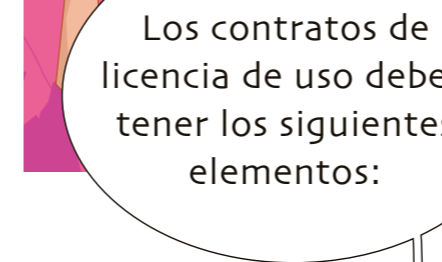 Los contratos de
licencia de uso debe
tener los siguientes
elementos: